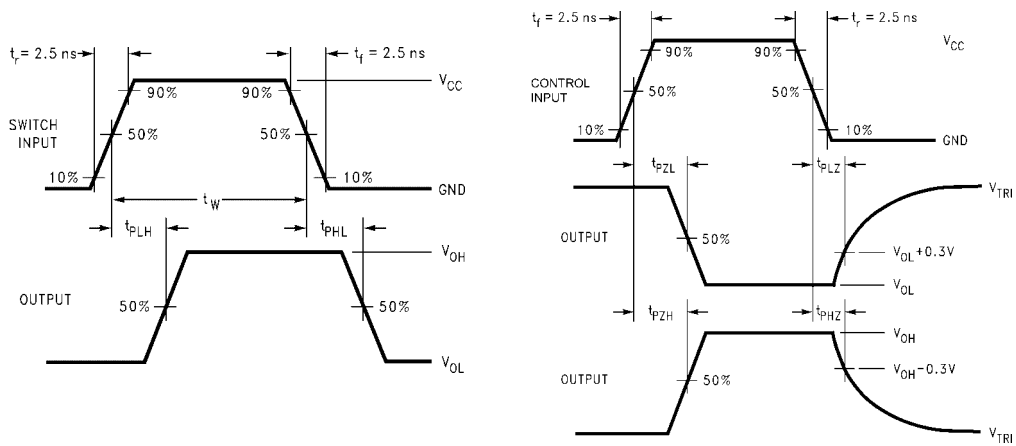 tr = 2.5 ns
tf = 2.5 ns
VCC
90%
90%
SWITCH
INPUT
50%
50%
10%
10%
GND
tW
tPLH
tPHL
VOH
OUTPUT
50%
50%
VOL
tf = 2.5 ns
tr = 2.5 ns
VCC
90%
90%
CONTROL
INPUT
50%
50%
10%
10%
GND
tPZL
tPLZ
VTRI
OUTPUT
50%
VOL+0.3V
VOL
tPZH
tPHZ
VOH
VOH−0.3V
OUTPUT
50%
VTRI